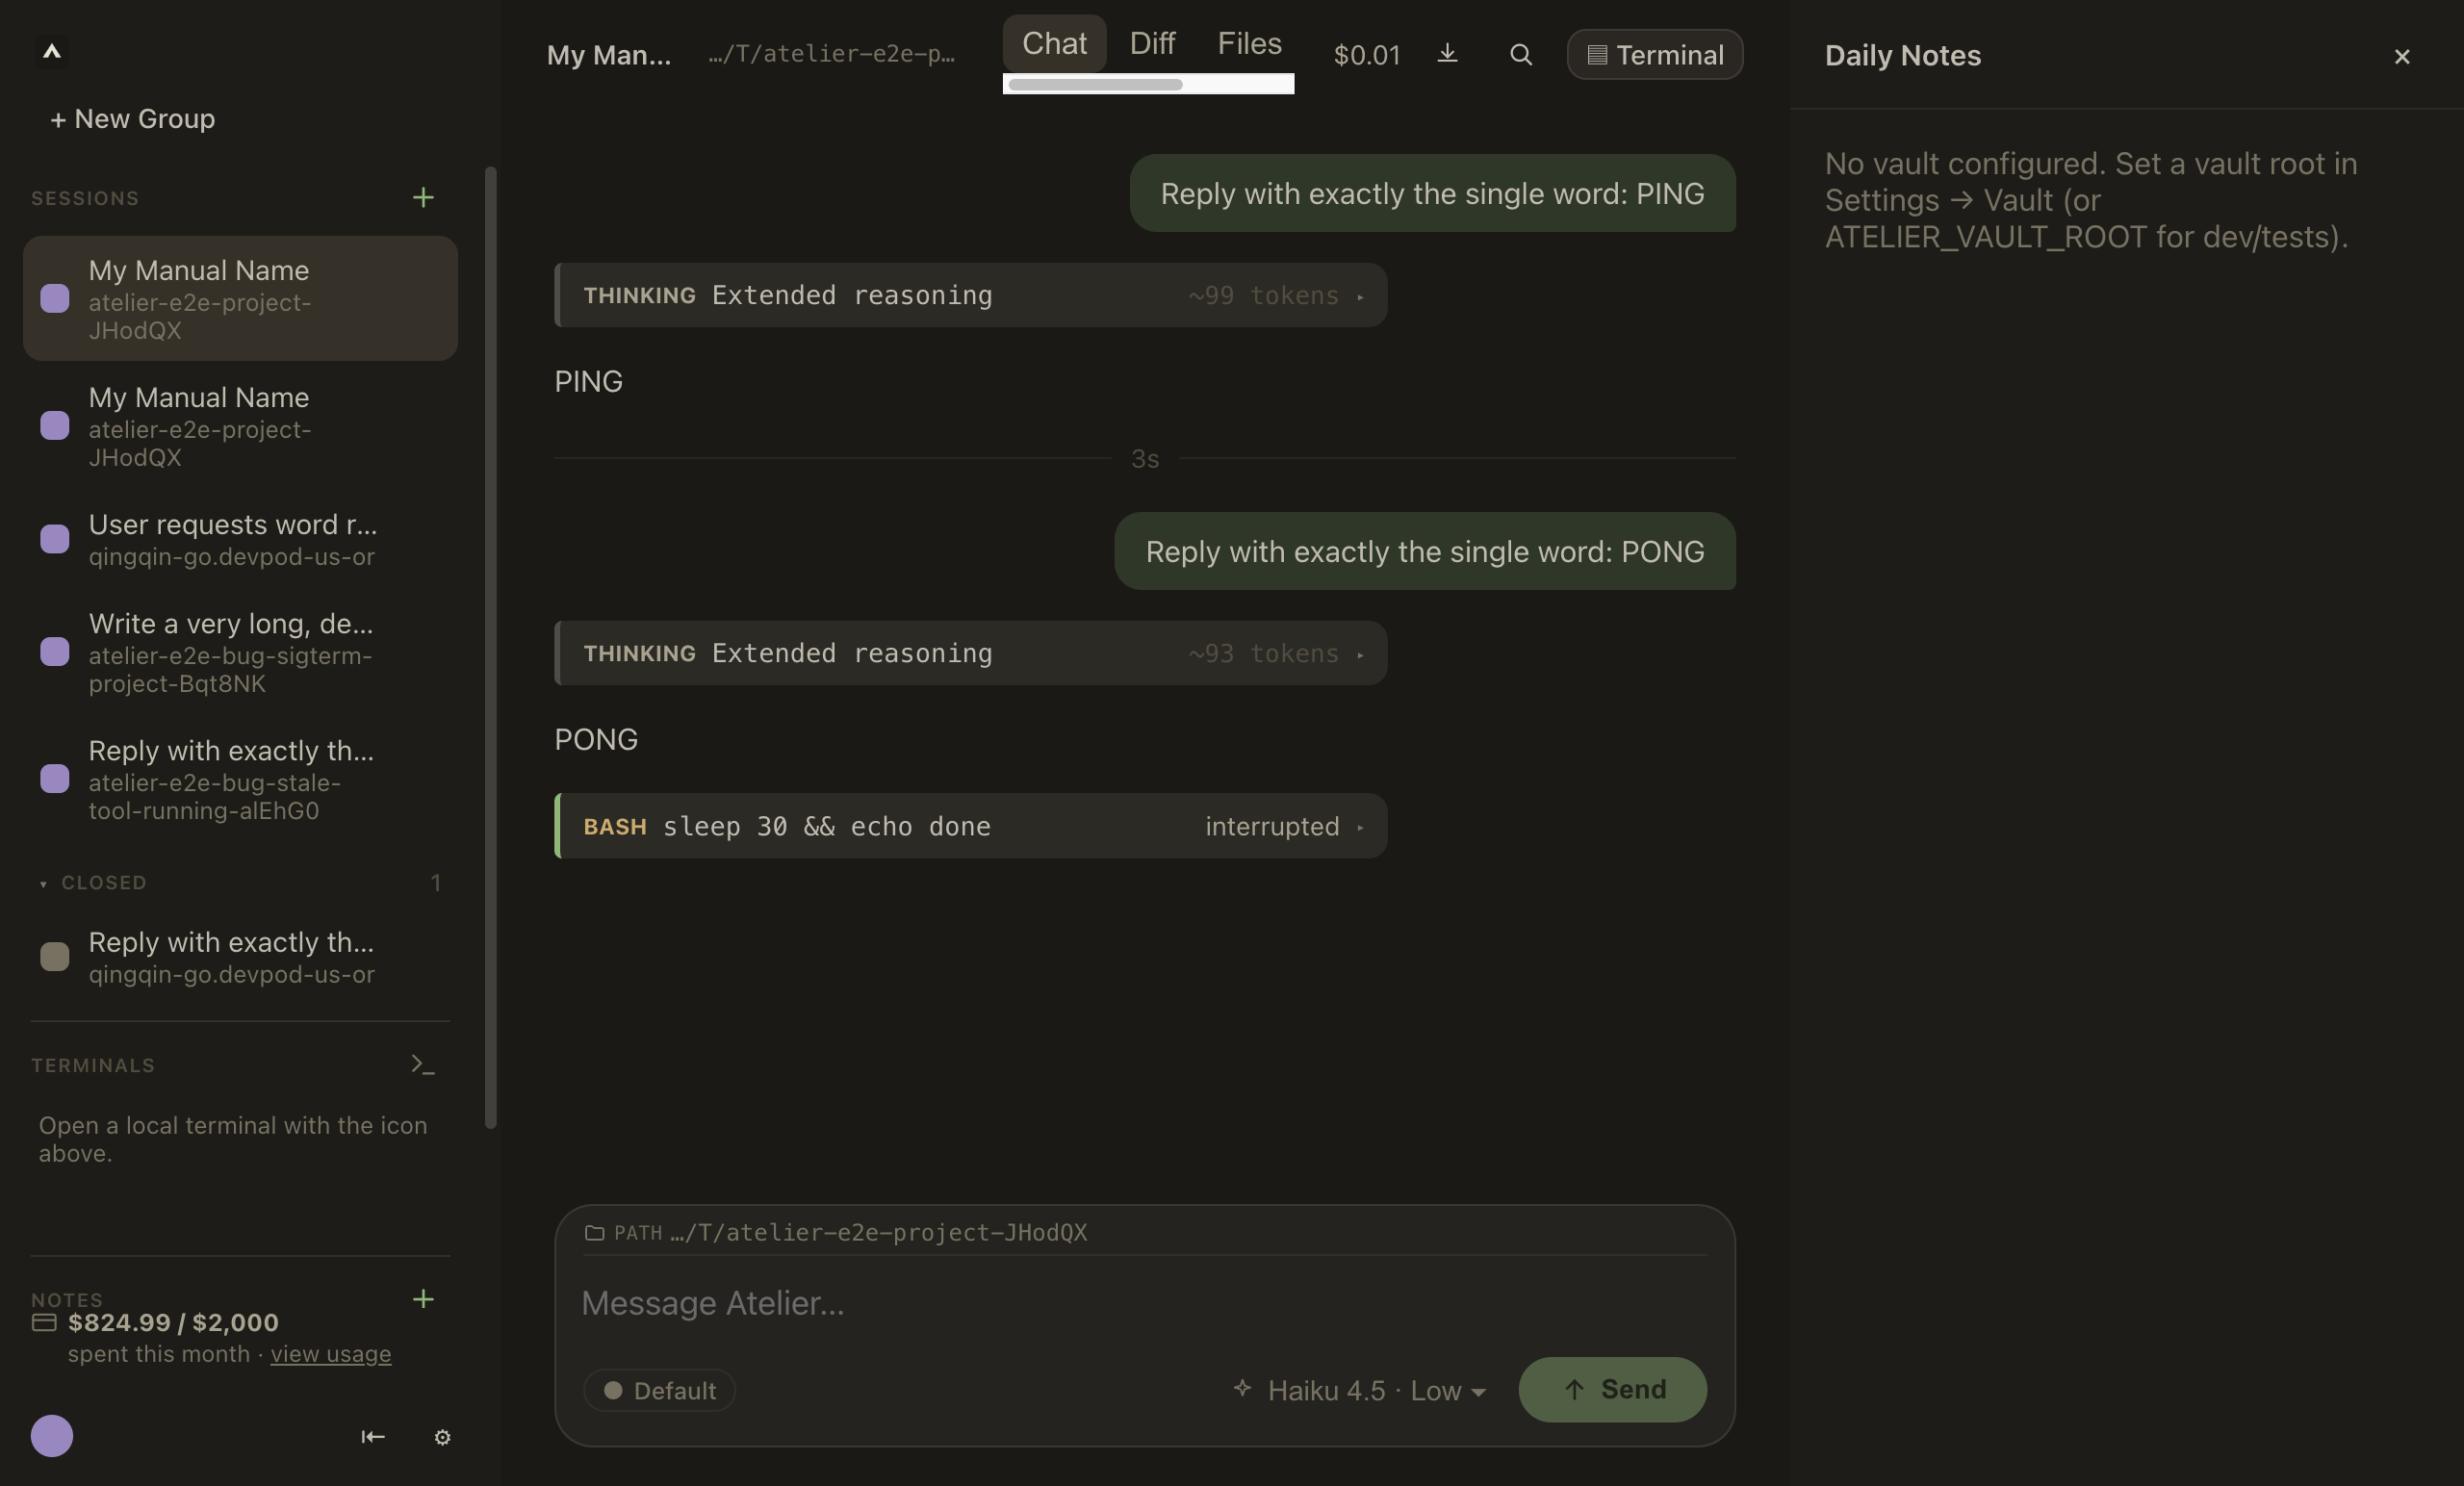 + New Group
SESSIONS
My Manual Name
atelier-e2e-project-
JHodQX
My Manual Name
atelier-e2e-project-
JHodQX
User requests word r...
qingqin-go.devpod-us-or
Write a very long, de...
atelier-e2e-bug-sigterm-
project-Bqt8NK
Reply with exactly th...
atelier-e2e-bug-stale-
tool-running-alEhG0
CLOSED 1
Reply with exactly th...
qingqin-go.devpod-us-or
TERMINALS
Open a local terminal with the icon
above.
NOTES
$824.99 / $2,000
spent this month · view usage
My Man... …/T/atelier-e2e-p… Chat Diff Files $0.01 Terminal
Reply with exactly the single word: PING
THINKING Extended reasoning ~99 tokens
PING
3s
Reply with exactly the single word: PONG
THINKING Extended reasoning ~93 tokens
PONG
BASH sleep 30 && echo done interrupted
PATH …/T/atelier-e2e-project-JHodQX
Message Atelier...
Default Haiku 4.5 · Low Send
Daily Notes
No vault configured. Set a vault root in
Settings → Vault (or
ATELIER_VAULT_ROOT for dev/tests).